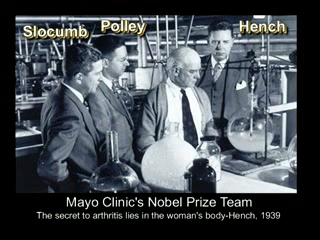 Slocumb Polley Hench
Mayo Clinic's Nobel Prize Team
The secret to arthritis lies in the woman's body-Hench, 1939